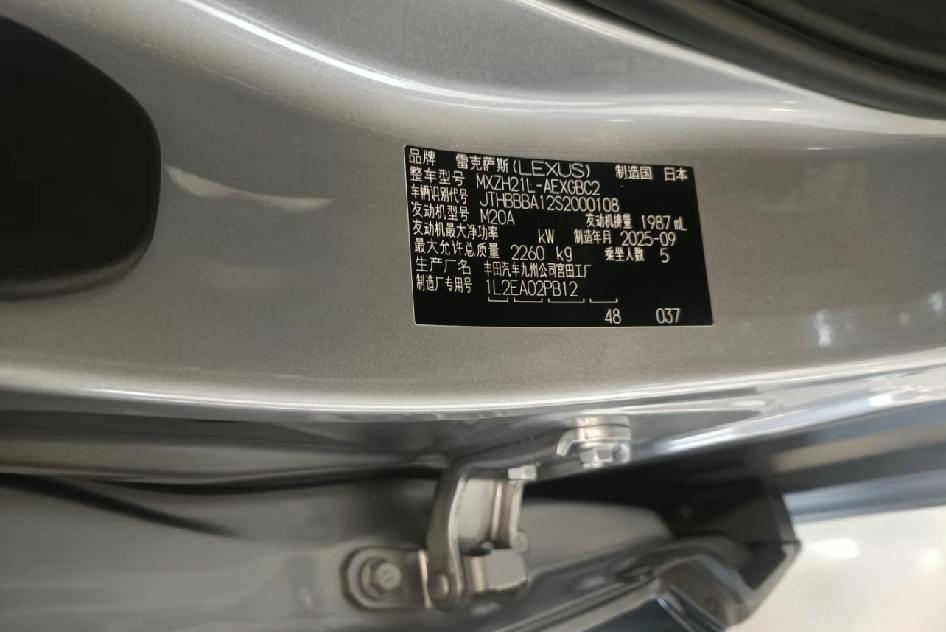 品牌 雷克萨斯(LEXUS) 制造国 日本
整车型号 MXZH21L-AEXGBC2
车辆识别代号 JTHBBBA12S2000108
发动机型号 M20A 发动机排量 1987 mL
发动机最大净功率 kW 制造年月 2025-09
最大允许总质量 2260 kg 乘坐人数 5
生产厂名 丰田汽车九州公司宫田工厂
制造厂专用号 1L2EA02PB12
48 037